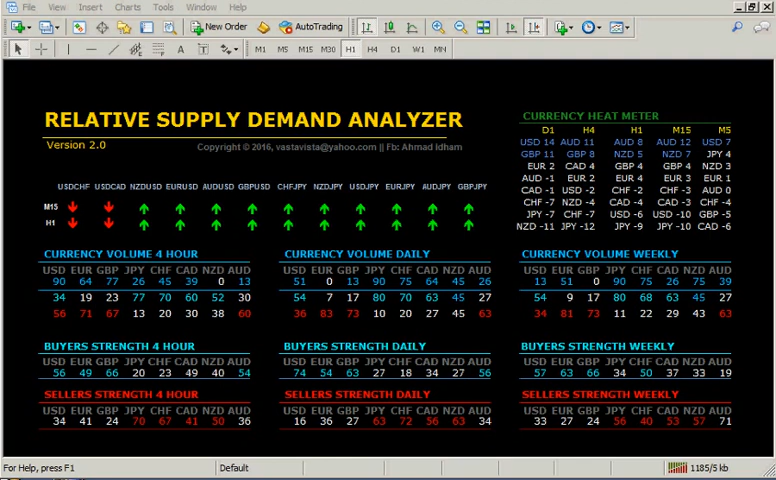 File View Insert Charts Tools Window Help
New Order AutoTrading
A T M1 M5 M15 M30 H1 H4 D1 W1 MN
RELATIVE SUPPLY DEMAND ANALYZER
Version 2.0 Copyright © 2016, vastavista@yahoo.com || Fb: Ahmad Idham
CURRENCY HEAT METER
D1 H4 H1 M15 M5
USD 14 AUD 11 AUD 8 AUD 12 USD 7
GBP 11 GBP 8 NZD 5 NZD 7 JPY 4
EUR 2 CAD 4 GBP 4 GBP 4 NZD 3
AUD -1 EUR 2 EUR 4 EUR 3 EUR 1
CAD -1 USD -2 CHF -2 CHF -3 AUD 0
CHF -7 NZD -4 CAD -4 CAD -3 CHF -4
JPY -7 CHF -7 USD -6 USD -10 GBP -5
NZD -11 JPY -12 JPY -9 JPY -10 CAD -6
USDCHF USDCAD NZDUSD EURUSD AUDUSD GBPUSD CHFJPY NZDJPY USDJPY EURJPY AUDJPY GBPJPY
M15
H1
CURRENCY VOLUME 4 HOUR
USD EUR GBP JPY CHF CAD NZD AUD
90 64 77 26 45 39 0 13
34 19 23 77 70 60 52 30
56 71 67 13 20 30 38 60
CURRENCY VOLUME DAILY
USD EUR GBP JPY CHF CAD NZD AUD
51 0 13 90 75 64 45 26
54 7 17 80 70 63 45 27
36 83 73 10 20 27 45 63
CURRENCY VOLUME WEEKLY
USD EUR GBP JPY CHF CAD NZD AUD
13 51 0 90 75 26 75 39
54 9 17 80 68 63 45 27
34 81 73 11 22 29 43 63
BUYERS STRENGTH 4 HOUR
USD EUR GBP JPY CHF CAD NZD AUD
56 49 66 20 23 49 40 54
BUYERS STRENGTH DAILY
USD EUR GBP JPY CHF CAD NZD AUD
74 54 63 27 18 34 27 56
BUYERS STRENGTH WEEKLY
USD EUR GBP JPY CHF CAD NZD AUD
57 63 66 34 50 37 33 19
SELLERS STRENGTH 4 HOUR
USD EUR GBP JPY CHF CAD NZD AUD
34 41 24 70 67 41 50 36
SELLERS STRENGTH DAILY
USD EUR GBP JPY CHF CAD NZD AUD
16 36 27 63 72 56 63 34
SELLERS STRENGTH WEEKLY
USD EUR GBP JPY CHF CAD NZD AUD
33 27 24 56 40 53 57 71
For Help, press F1 Default 1185/5 kb